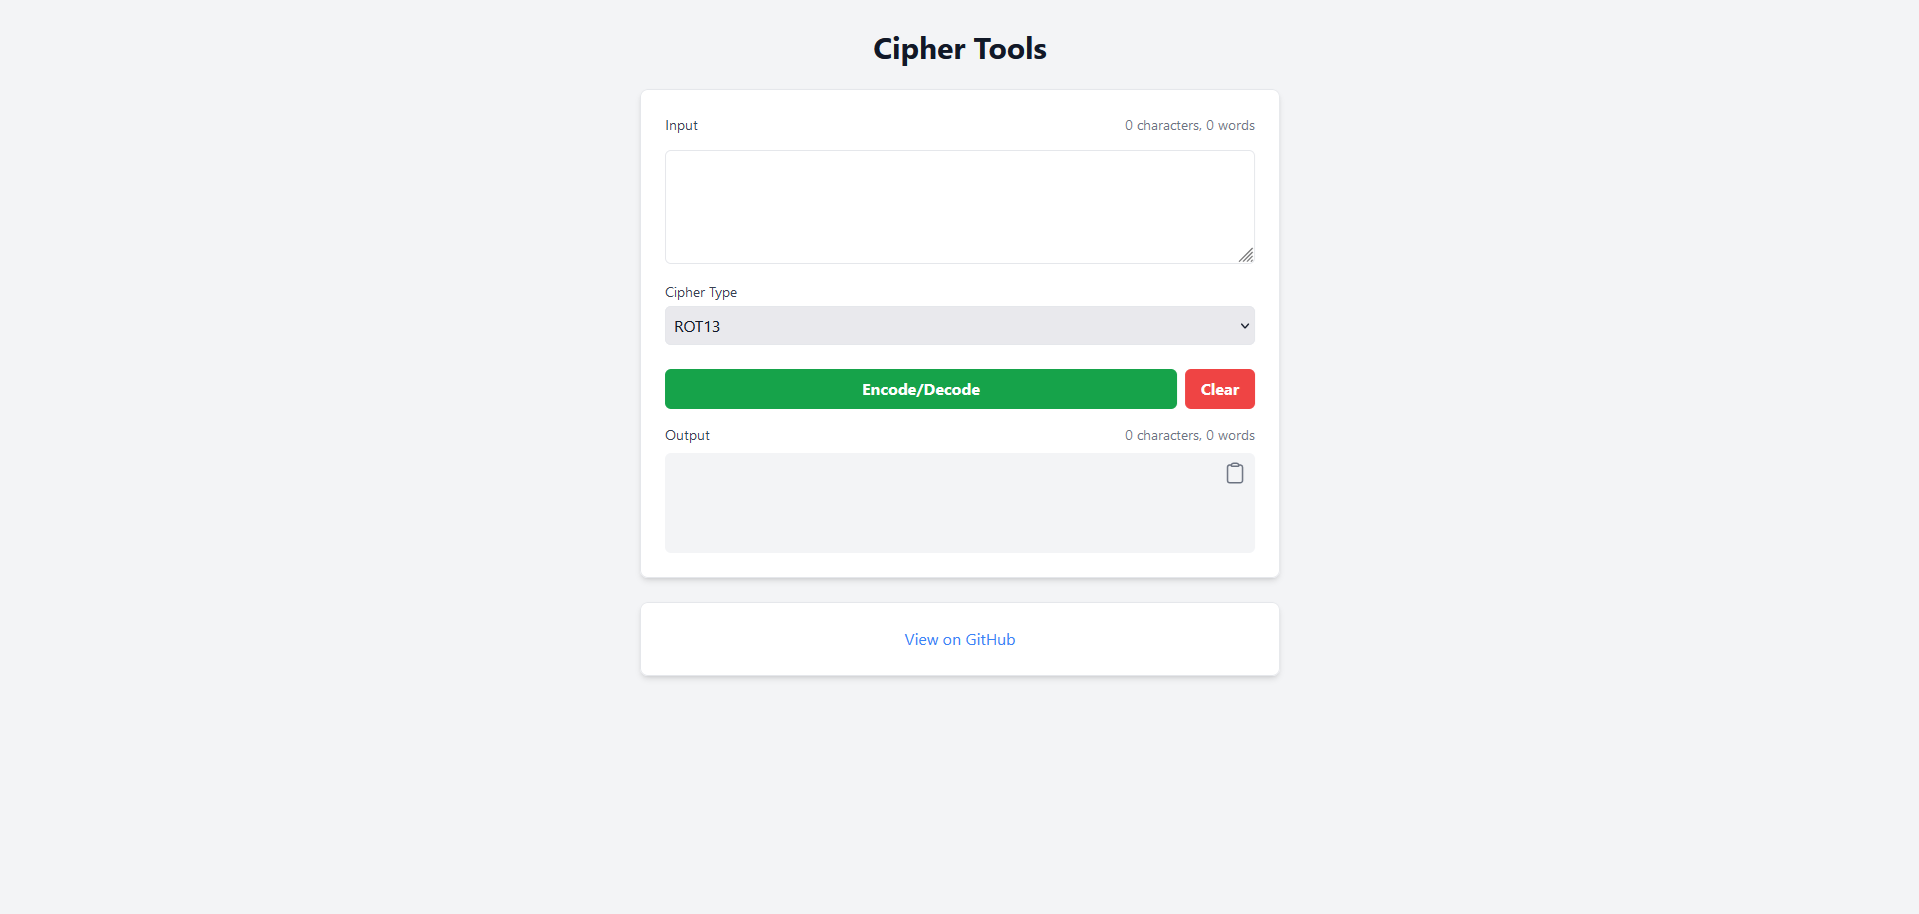 Cipher Tools
Input 0 characters, 0 words
Cipher Type
ROT13
Encode/Decode Clear
Output 0 characters, 0 words
View on GitHub